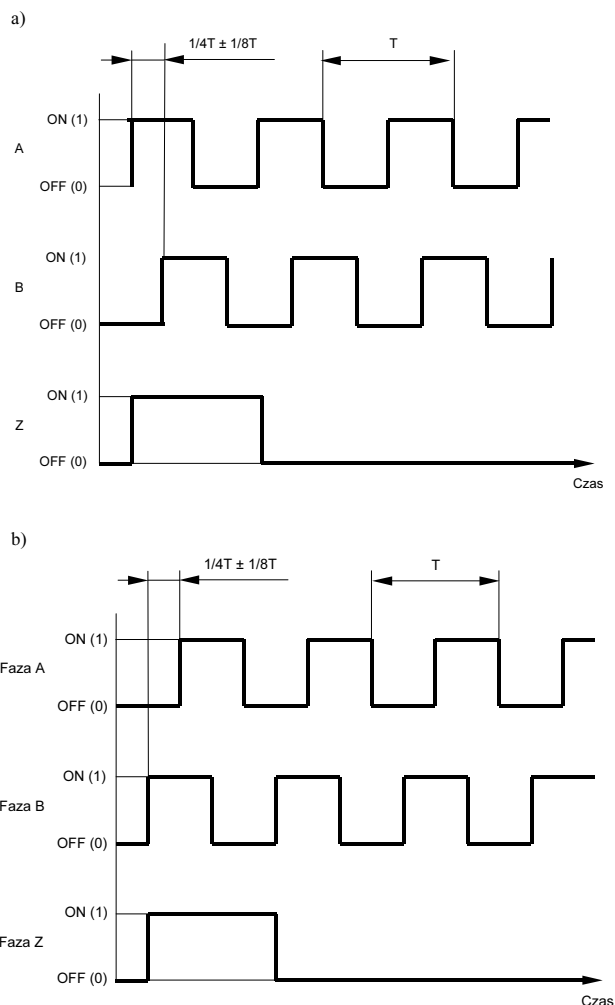 a)
1/4T ± 1/8T
T
ON (1)
A
OFF (0)
ON (1)
B
OFF (0)
ON (1)
Z
OFF (0)
Czas
b)
1/4T ± 1/8T
T
ON (1)
Faza A
OFF (0)
ON (1)
Faza B
OFF (0)
ON (1)
Faza Z
OFF (0)
Czas